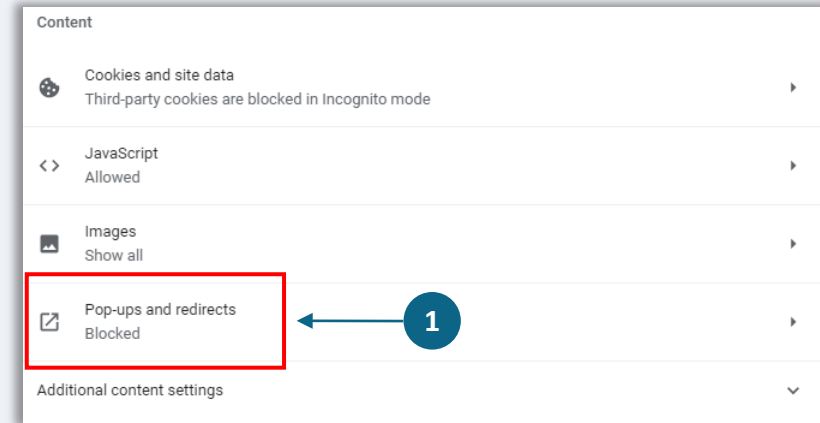 Content
Cookies and site data
Third-party cookies are blocked in Incognito mode
JavaScript
Allowed
Images
Show all
Pop-ups and redirects
Blocked
1
Additional content settings